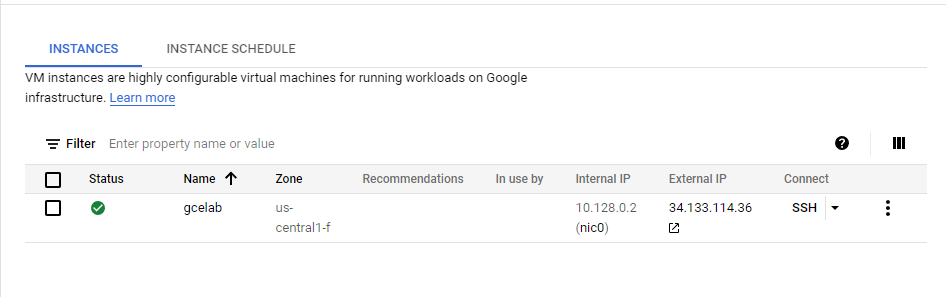 INSTANCES INSTANCE SCHEDULE
VM instances are highly configurable virtual machines for running workloads on Google
infrastructure. Learn more
Filter Enter property name or value
Status Name Zone Recommendations In use by Internal IP External IP Connect
gcelab us- 10.128.0.2 34.133.114.36 SSH
central1-f (nic0)